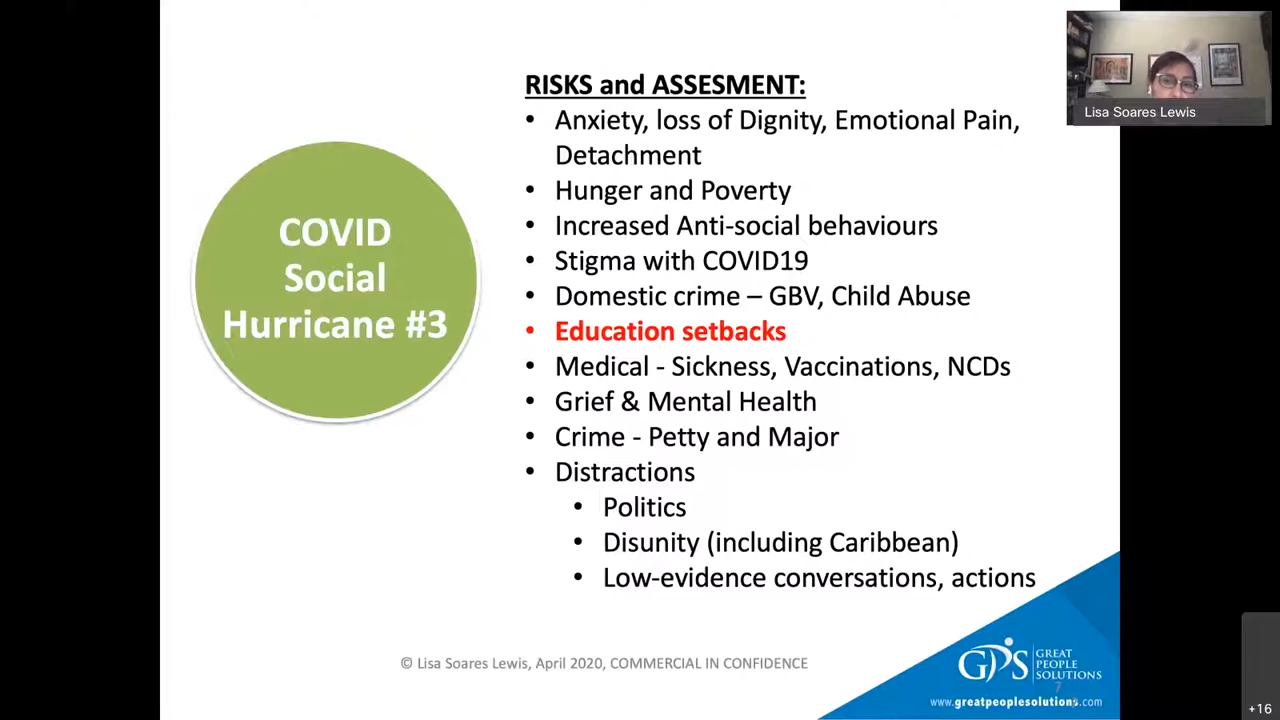 RISKS and ASSESMENT:
• Anxiety, loss of Dignity, Emotional Pain,
Detachment
• Hunger and Poverty
• Increased Anti-social behaviours
• Stigma with COVID19
• Domestic crime – GBV, Child Abuse
• Education setbacks
• Medical - Sickness, Vaccinations, NCDs
• Grief & Mental Health
• Crime - Petty and Major
• Distractions
• Politics
• Disunity (including Caribbean)
• Low-evidence conversations, actions
COVID
Social
Hurricane #3
Lisa Soares Lewis
© Lisa Soares Lewis, April 2020, COMMERCIAL IN CONFIDENCE
GPS
GREAT
PEOPLE
SOLUTIONS
7
www.greatpeoplesolutions.com
+16